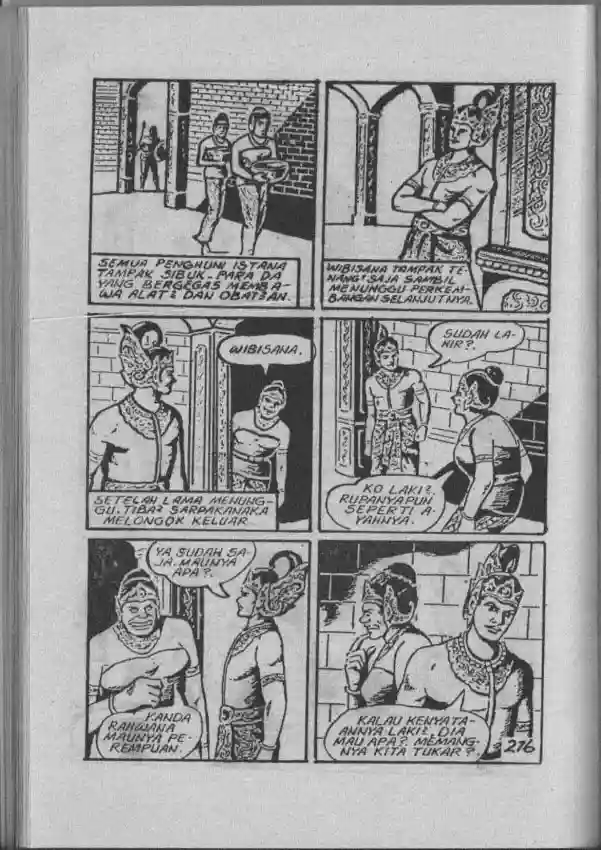 SEMUA PENGHUNI ISTANA
TAMPAK SIBUK. PARA DA
YANG BERGEGAS MEMBA-
WA ALAT2 DAN OBAT2AN.
WIBISANA TAMPAK TE-
NANG2 SAJA SAMBIL
MENUNGGU PERKEM-
BANGAN SELANJUTNYA.
WIBISANA.
SETELAH LAMA MENUNG-
GU. TIBA2 SARPAKANAKA
MELONGOK KELUAR
SUDAH LA-
HIR?.
KO LAKI2.
RUPANYAPUN
SEPERTI A-
YAHNYA.
YA SUDAH SA-
JA. MAUNYA
APA?.
KANDA
RAHWANA
MAUNYA PE-
REMPUAN.
KALAU KENYATA-
ANNYA LAKI2. DIA
MAU APA?. MEMANG-
NYA KITA TUKAR?
276